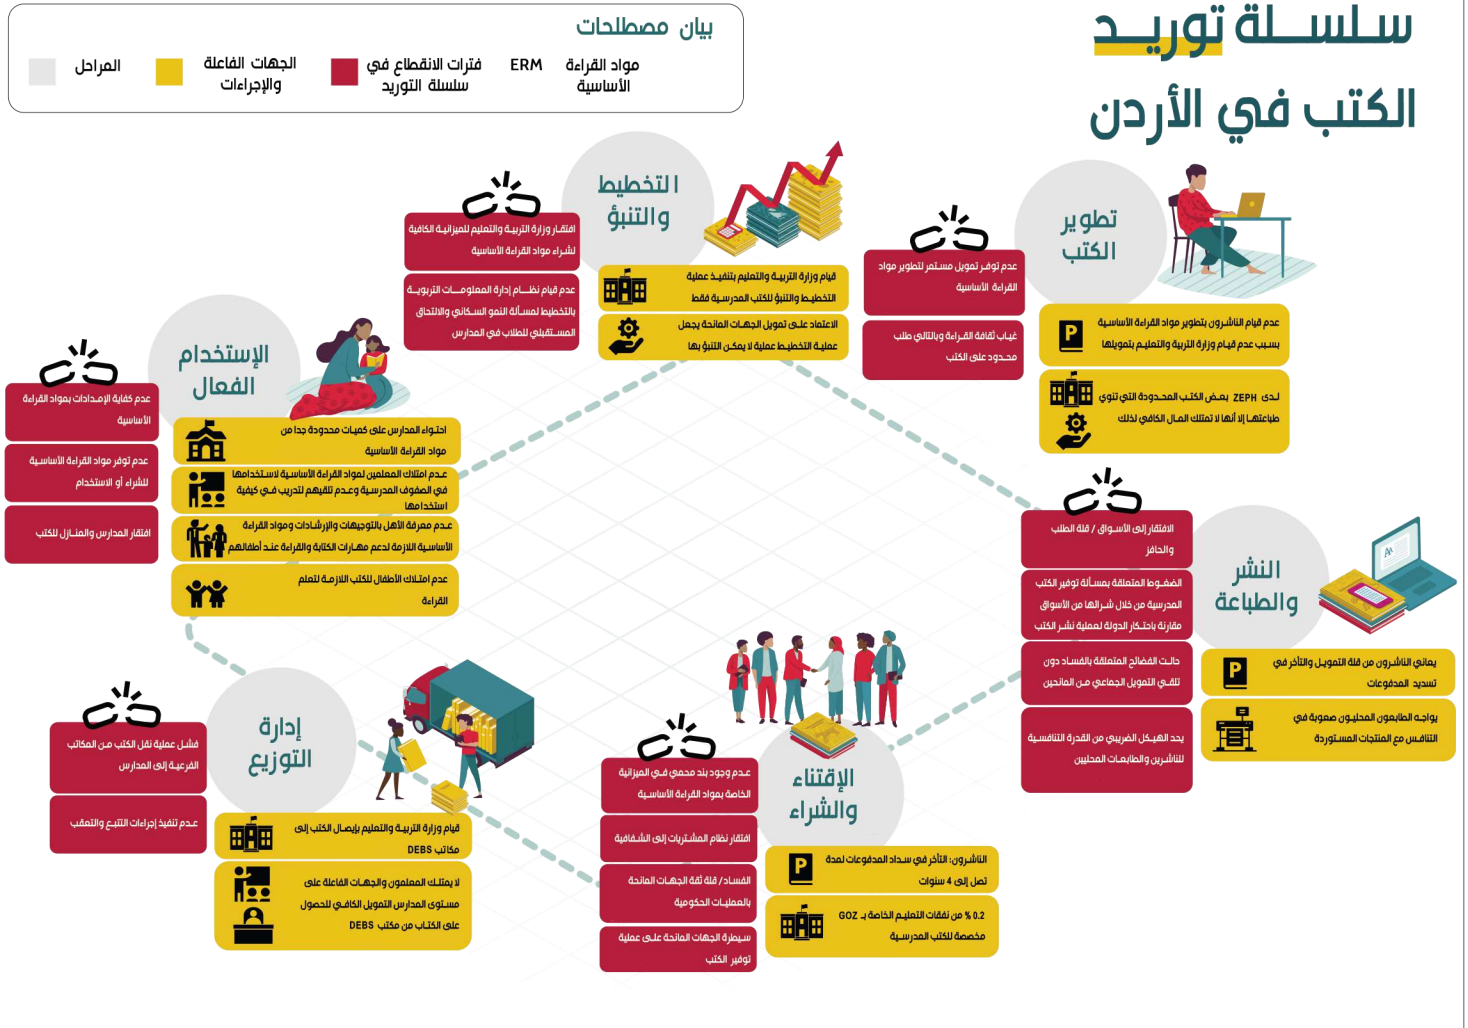 سلسلة توريد
الكتب في الأردن
بيان مصطلحات
مواد القراءة
الأساسية
ERM
فترات الانقطاع في
سلسلة التوريد
الجهات الفاعلة
والإجراءات
المراحل
تطوير
الكتب
عدم توفر تمويل مستمر لتطوير مواد
القراءة الأساسية
غياب ثقافة القراءة وبالتالي طلب
محدود على الكتب
عدم قيام الناشرون بتطوير مواد القراءة الأساسية
بسبب عدم قيام وزارة التربية والتعليم بتمويلها
لدى ZEPH بعض الكتب المحدودة التي تنوي
طباعتها إلا أنها لا تمتلك المال الكافي لذلك
التخطيط
والتنبؤ
افتقار وزارة التربية والتعليم للميزانية الكافية
لشراء مواد القراءة الأساسية
عدم قيام نظام إدارة المعلومات التربوية
بالتخطيط لمسألة النمو السكاني والالتحاق
المستقبلي للطلاب في المدارس
قيام وزارة التربية والتعليم بتنفيذ عملية
التخطيط والتنبؤ للكتب المدرسية فقط
الاعتماد على تمويل الجهات المانحة يجعل
عملية التخطيط عملية لا يمكن التنبؤ بها
الإستخدام
الفعال
عدم كفاية الإمدادات بمواد القراءة
الأساسية
عدم توفر مواد القراءة الأساسية
للشراء أو الاستخدام
افتقار المدارس والمنازل للكتب
احتواء المدارس على كميات محدودة جدا من
مواد القراءة الأساسية
عدم امتلاك المعلمين لمواد القراءة الأساسية لاستخدامها
في الصفوف المدرسية وعدم تلقيهم لتدريب في كيفية
استخدامها
عدم معرفة الأهل بالتوجيهات والإرشادات ومواد القراءة
الأساسية اللازمة لدعم مهارات الكتابة والقراءة عند أطفالهم
عدم امتلاك الأطفال للكتب اللازمة لتعلم
القراءة
النشر
والطباعة
الافتقار إلى الأسواق / قلة الطلب
والحافز
الضغوط المتعلقة بمسألة توفير الكتب
المدرسية من خلال شرائها من الأسواق
مقارنة باحتكار الدولة لعملية نشر الكتب
حالت الفضائح المتعلقة بالفساد دون
تلقي التمويل الجماعي من المانحين
يحد الهيكل الضريبي من القدرة التنافسية
للناشرين والطابعات المحليين
يعاني الناشرون من قلة التمويل والتأخر في
تسديد المدفوعات
يواجه الطابعون المحليون صعوبة في
التنافس مع المنتجات المستوردة
الإقتناء
والشراء
عدم وجود بند محمي في الميزانية
الخاصة بمواد القراءة الأساسية
افتقار نظام المشتريات إلى الشفافية
الفساد/ قلة ثقة الجهات المانحة
بالعمليات الحكومية
سيطرة الجهات المانحة على عملية
توفير الكتب
الناشرون: التأخر في سداد المدفوعات لمدة
تصل إلى 4 سنوات
0.2 % من نفقات التعليم الخاصة بـ GOZ
مخصصة للكتب المدرسية
إدارة
التوزيع
فشل عملية نقل الكتب من المكاتب
الفرعية إلى المدارس
عدم تنفيذ إجراءات التتبع والتعقب
قيام وزارة التربية والتعليم بإيصال الكتب إلى
مكاتب DEBS
لا يمتلك المعلمون والجهات الفاعلة على
مستوى المدارس التمويل الكافي للحصول
على الكتاب من مكتب DEBS